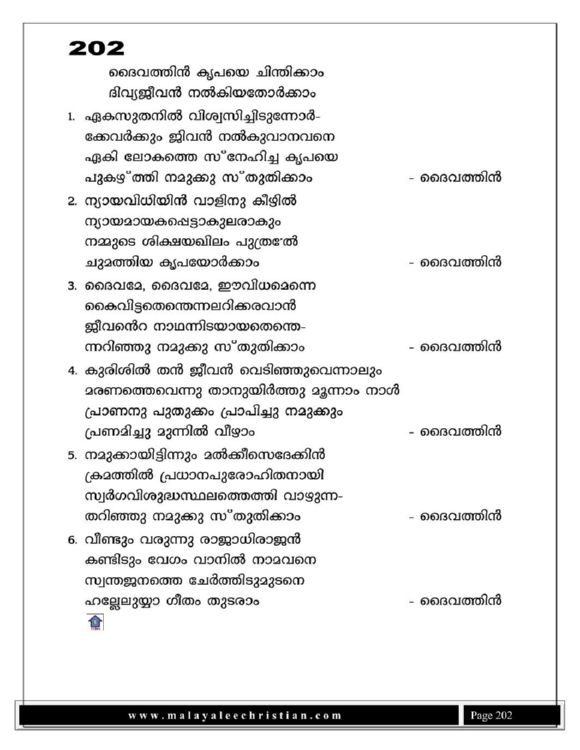 202
ദൈവത്തിൻ കൃപയെ ചിന്തിക്കാം
ദിവ്യജീവൻ നൽകിയതോർക്കാം
1. ഏകസുതനിൽ വിശ്വസിച്ചിടുന്നോർ-
ക്കേവർക്കും ജിവൻ നൽകുവാനവനെ
ഏകി ലോകത്തെ സ്നേഹിച്ച കൃപയെ
പുകഴ്ത്തി നമുക്കു സ്തുതിക്കാം - ദൈവത്തിൻ
2. ന്യായവിധിയിൻ വാളിനു കീഴിൽ
ന്യായമായകപ്പെട്ടാകുലരാകും
നമ്മുടെ ശിക്ഷയഖിലം പുത്രമേൽ
ചുമത്തിയ കൃപയോർക്കാം - ദൈവത്തിൻ
3. ദൈവമേ, ദൈവമേ, ഈവിധമെന്നെ
കൈവിട്ടതെന്തെന്നലറിക്കരവാൻ
ജീവന്റെ നാഥന്നിടയായതെന്തെ-
ന്നറിഞ്ഞു നമുക്കു സ്തുതിക്കാം - ദൈവത്തിൻ
4. കുരിശിൽ തൻ ജീവൻ വെടിഞ്ഞുവെന്നാലും
മരണത്തെവെന്നു താനുയിർത്തു മൂന്നാം നാൾ
പ്രാണനു പുതുക്കം പ്രാപിച്ചു നമുക്കും
പ്രണമിച്ചു മുന്നിൽ വീഴാം - ദൈവത്തിൻ
5. നമുക്കായിട്ടിന്നും മൽക്കീസെദേക്കിൻ
ക്രമത്തിൽ പ്രധാനപുരോഹിതനായി
സ്വർഗവിശുദ്ധസ്ഥലത്തെത്തി വാഴുന്ന-
തറിഞ്ഞു നമുക്കു സ്തുതിക്കാം - ദൈവത്തിൻ
6. വീണ്ടും വരുന്നു രാജാധിരാജൻ
കണ്ടിടും വേഗം വാനിൽ നാമവനെ
സ്വന്തജനത്തെ ചേർത്തിടുമുടനെ
ഹല്ലേലുയ്യാ ഗീതം തുടരാം - ദൈവത്തിൻ
www.malayaleechristian.com Page 202